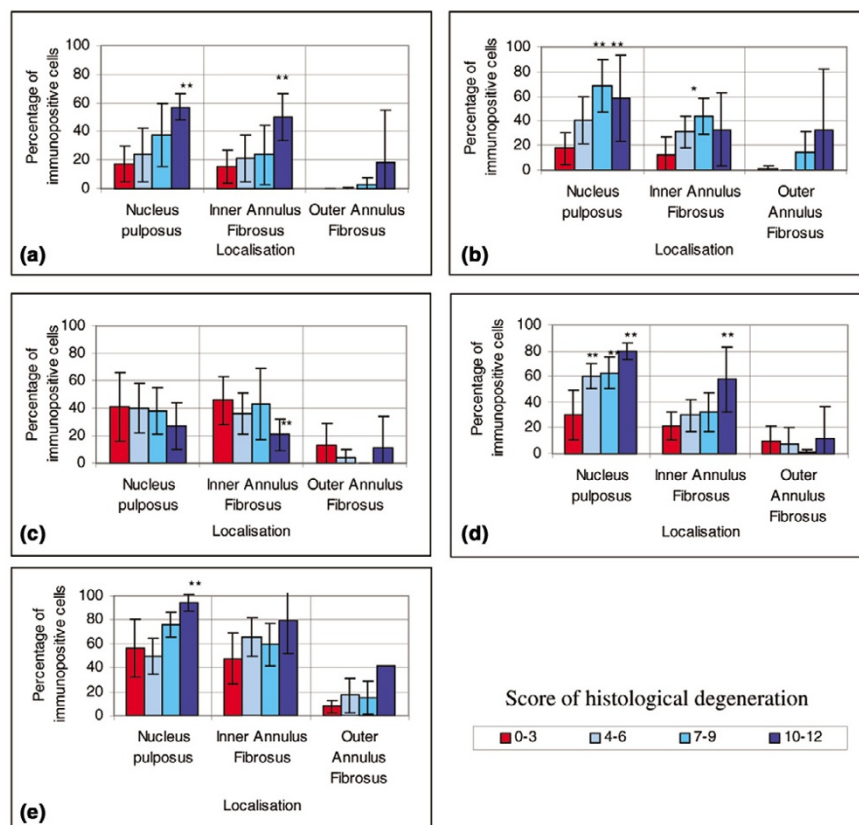 Percentage of
immunopositive cells
100
80
60
40
20
0
**
**
Nucleus
pulposus
Inner Annulus
Fibrosus
Outer Annulus
Fibrosus
Localisation
(a)
Percentage of
immunopositive cells
100
80
60
40
20
0
** **
*
Nucleus
pulposus
Inner Annulus
Fibrosus
Outer
Annulus
Fibrosus
Localisation
(b)
Percentage of
immunopositive cells
100
80
60
40
20
0
**
Nucleus
pulposus
Inner Annulus
Fibrosus
Outer Annulus
Fibrosus
Localisation
(c)
Percentage of
immunopositive cells
100
80
60
40
20
0
** ** **
**
Nucleus
pulposus
Inner Annulus
Fibrosus
Outer
Annulus
Fibrosus
Localisation
(d)
Percentage of
immunopositive cells
100
80
60
40
20
0
**
Nucleus
pulposus
Inner Annulus
Fibrosus
Outer
Annulus
Fibrosus
Localisation
(e)
Score of histological degeneration
0-3 4-6 7-9 10-12